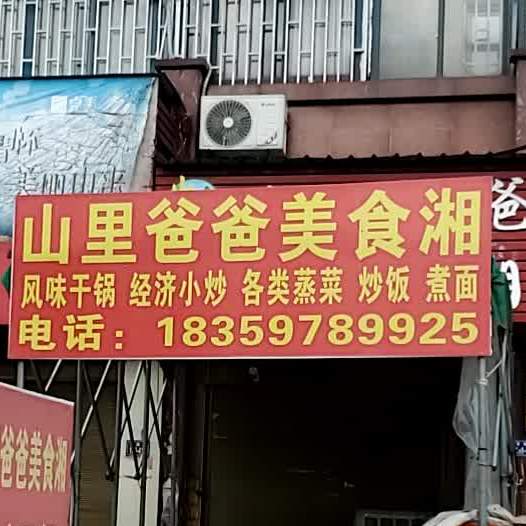 山里爸爸美食湘
风味干锅 经济小炒 各类蒸菜 炒饭 煮面
电话：18359789925
爸爸美食湘
爸